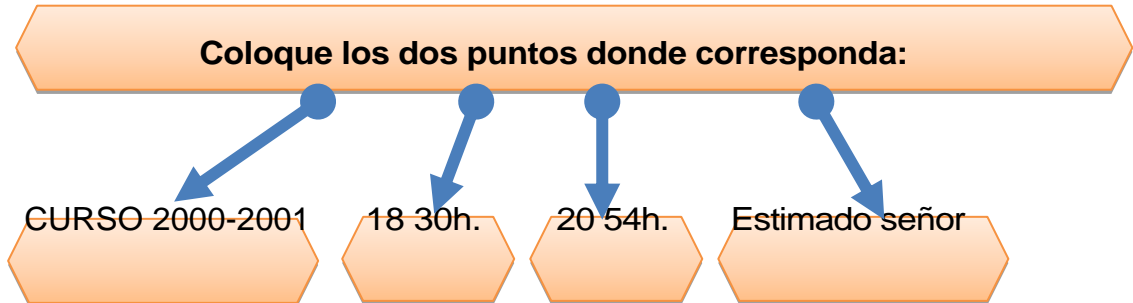 Coloque los dos puntos donde corresponda:
CURSO 2000-2001 18 30h. 20 54h. Estimado señor